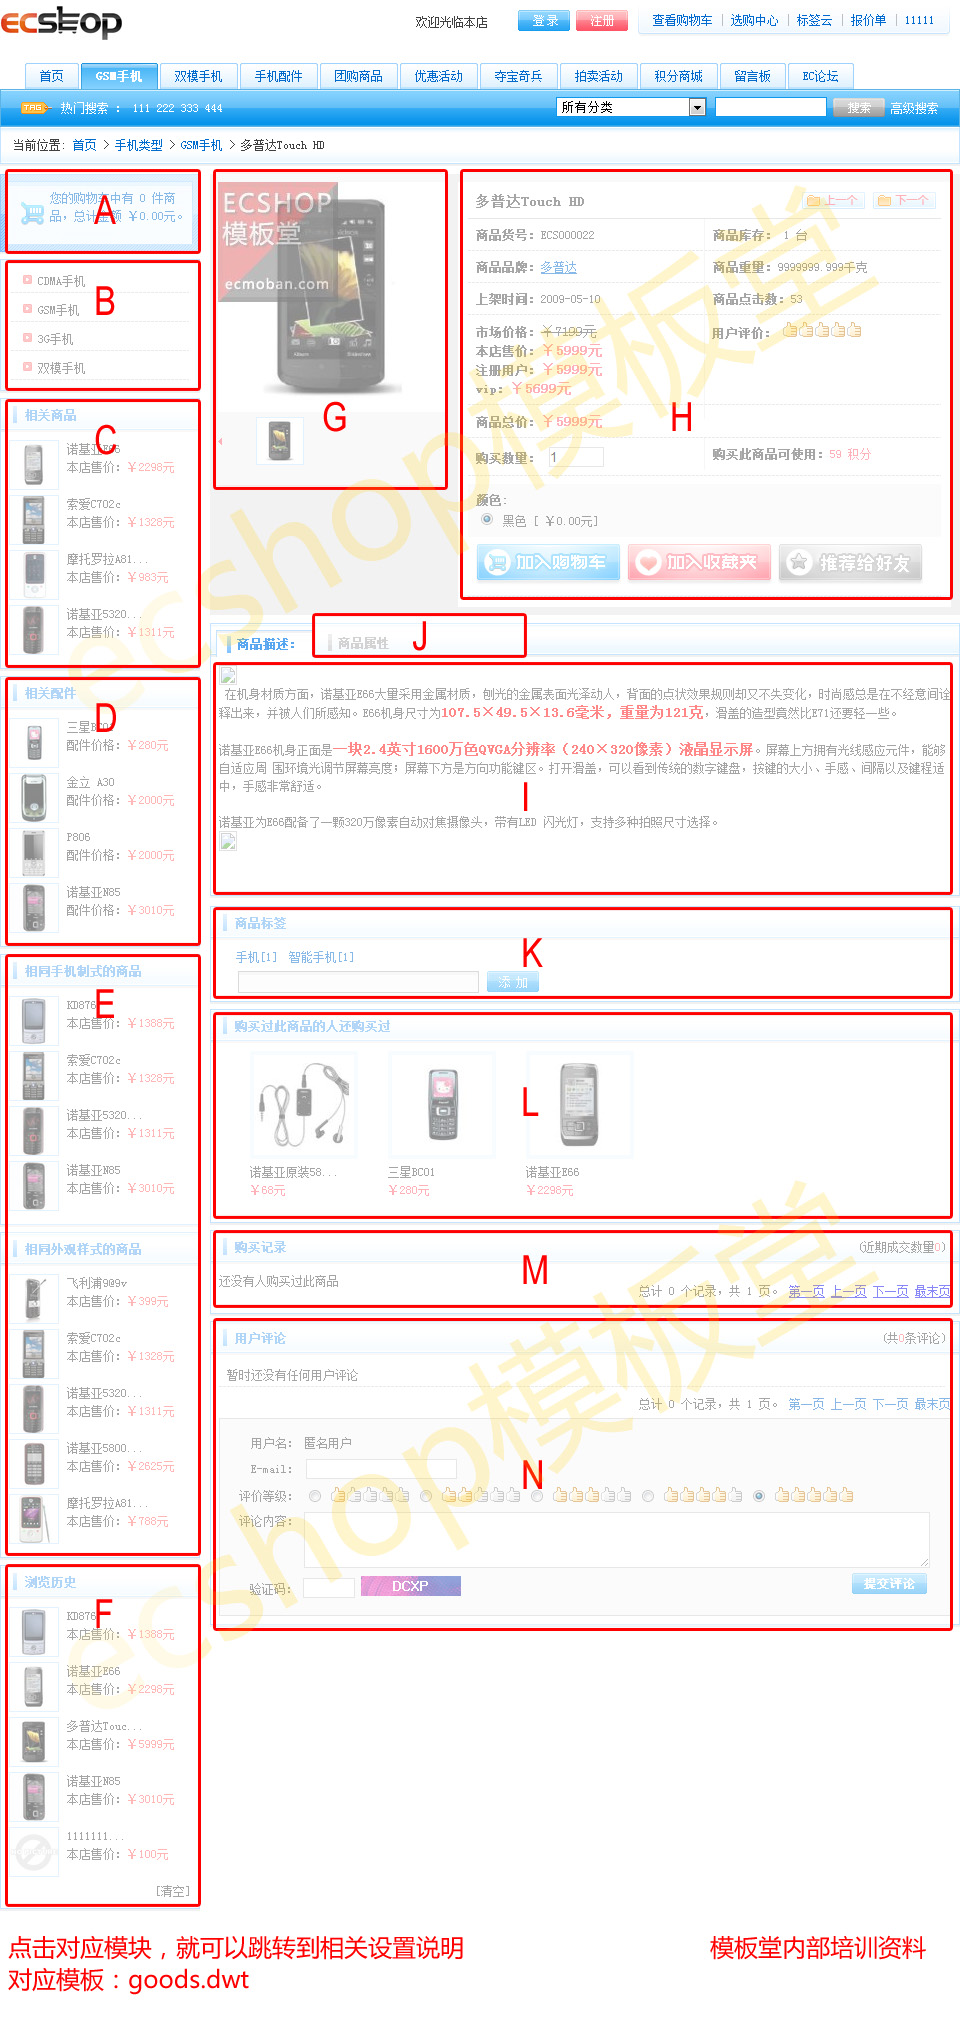 ecshop
欢迎光临本店
登录
注册
查看购物车 | 选购中心 | 标签云 | 报价单 | 11111
首页
GSM手机
双模手机
手机配件
团购商品
优惠活动
夺宝奇兵
拍卖活动
积分商城
留言板
EC论坛
TAG
热门搜索 : 111 222 333 444
所有分类
搜索
高级搜索
当前位置: 首页 > 手机类型 > GSM手机 > 多普达Touch HD
您的购物车中有 0 件商
品，总计金额 ￥0.00元。
A
B
CDMA手机
GSM手机
3G手机
双模手机
相关商品
C
诺基亚E66
本店售价：￥2298元
索爱C702c
本店售价：￥1328元
摩托罗拉A81...
本店售价：￥983元
诺基亚5320...
本店售价：￥1311元
相关配件
D
三星BC01
配件价格：￥280元
金立 A30
配件价格：￥2000元
P806
配件价格：￥2000元
诺基亚N85
配件价格：￥3010元
相同手机制式的商品
E
KD876
本店售价：￥1388元
索爱C702c
本店售价：￥1328元
诺基亚5320...
本店售价：￥1311元
诺基亚N85
本店售价：￥3010元
相同外观样式的商品
飞利浦9@9v
本店售价：￥399元
索爱C702c
本店售价：￥1328元
诺基亚5320...
本店售价：￥1311元
诺基亚5800...
本店售价：￥2625元
摩托罗拉A81...
本店售价：￥788元
浏览历史
F
KD876
本店售价：￥1388元
诺基亚E66
本店售价：￥2298元
多普达Touc...
本店售价：￥5999元
诺基亚N85
本店售价：￥3010元
1111111...
本店售价：￥100元
[清空]
ECSHOP
模板堂
ecmoban.com
G
多普达Touch HD
上一个
下一个
商品货号：ECS000022
商品库存： 1 台
商品品牌：多普达
商品重量：9999999.999千克
上架时间：2009-05-10
商品点击数：53
市场价格：￥7199元
用户评价：
本店售价：￥5999元
注册用户：￥5999元
vip：￥5699元
H
商品总价：￥5999元
购买数量： 1
购买此商品可使用：59 积分
颜色:
黑色 [ ￥0.00元]
加入购物车
加入收藏夹
推荐给好友
商品描述：
商品属性
J
在机身材质方面，诺基亚E66大量采用金属材质，刨光的金属表面光泽动人，背面的点状效果规则却又不失变化，时尚感总是在不经意间诠
释出来，并被人们所感知。E66机身尺寸为107.5×49.5×13.6毫米，重量为121克，滑盖的造型竟然比E71还要轻一些。
诺基亚E66机身正面是一块2.4英寸1600万色QVGA分辨率（240×320像素）液晶显示屏。屏幕上方拥有光线感应元件，能够
自适应周 围环境光调节屏幕亮度；屏幕下方是方向功能键区。打开滑盖，可以看到传统的数字键盘，按键的大小、手感、间隔以及键程适
中，手感非常舒适。
I
诺基亚为E66配备了一颗320万像素自动对焦摄像头，带有LED 闪光灯，支持多种拍照尺寸选择。
商品标签
K
手机[1] 智能手机[1]
添 加
购买过此商品的人还购买过
L
诺基亚原装58...
￥68元
三星BC01
￥280元
诺基亚E66
￥2298元
购买记录
(近期成交数量0)
M
还没有人购买过此商品
总计 0 个记录，共 1 页。 第一页 上一页 下一页 最末页
用户评论
(共0条评论)
暂时还没有任何用户评论
总计 0 个记录，共 1 页。 第一页 上一页 下一页 最末页
用户名： 匿名用户
E-mail：
N
评价等级：
评论内容：
验证码：
DCXP
提交评论
ecshop模板堂
ecshop模板堂
点击对应模块，就可以跳转到相关设置说明
模板堂内部培训资料
对应模板：goods.dwt